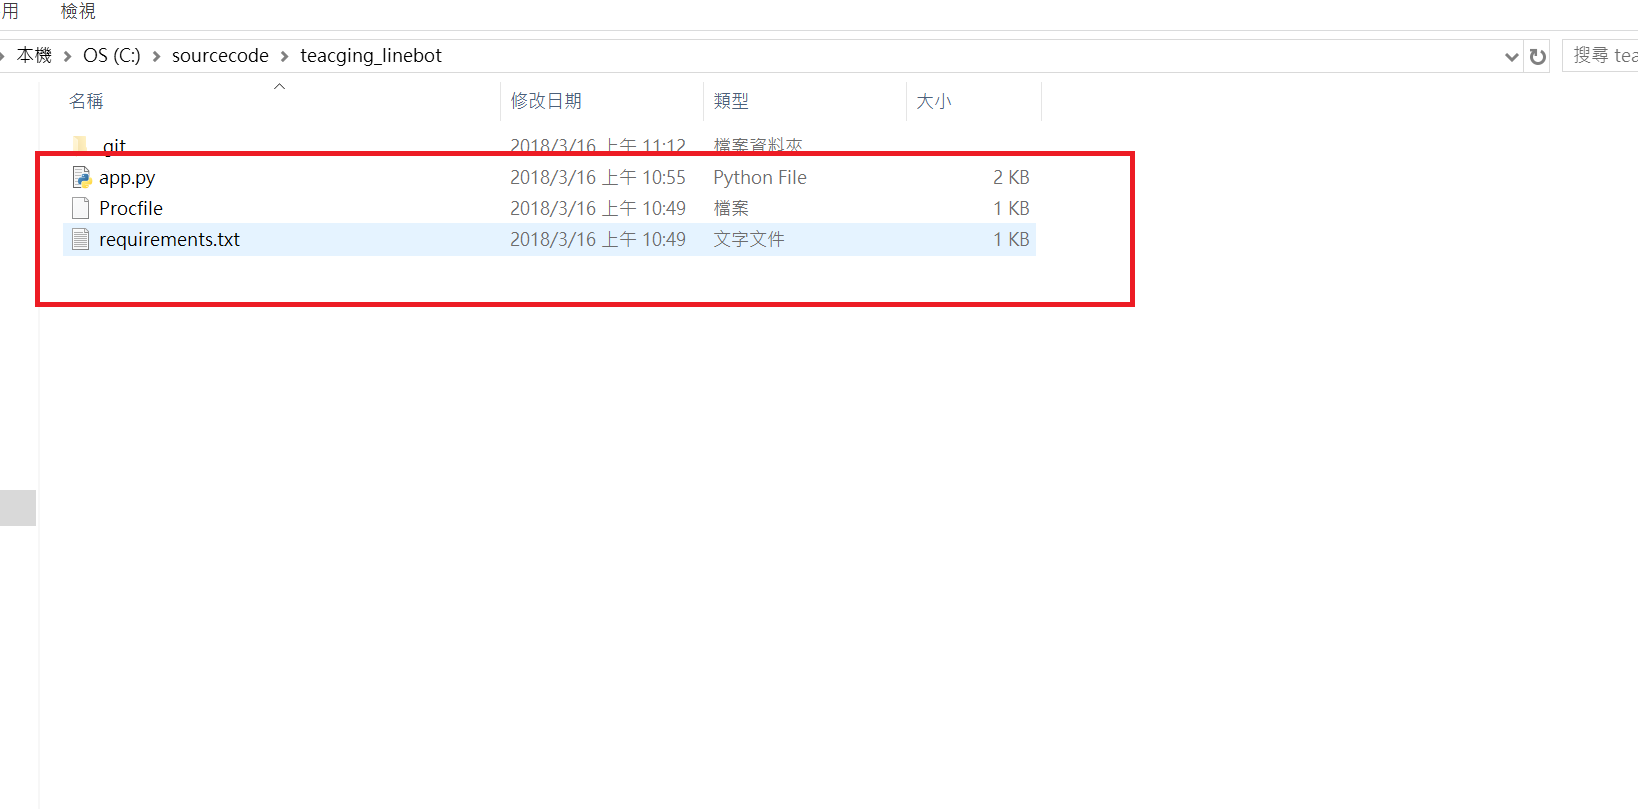 用 檢視
本機 OS (C:) sourcecode teacging_linebot 搜尋 tea
名稱 修改日期 類型 大小
.git 2018/3/16 上午 11:12 檔案資料夾
app.py 2018/3/16 上午 10:55 Python File 2 KB
Procfile 2018/3/16 上午 10:49 檔案 1 KB
requirements.txt 2018/3/16 上午 10:49 文字文件 1 KB